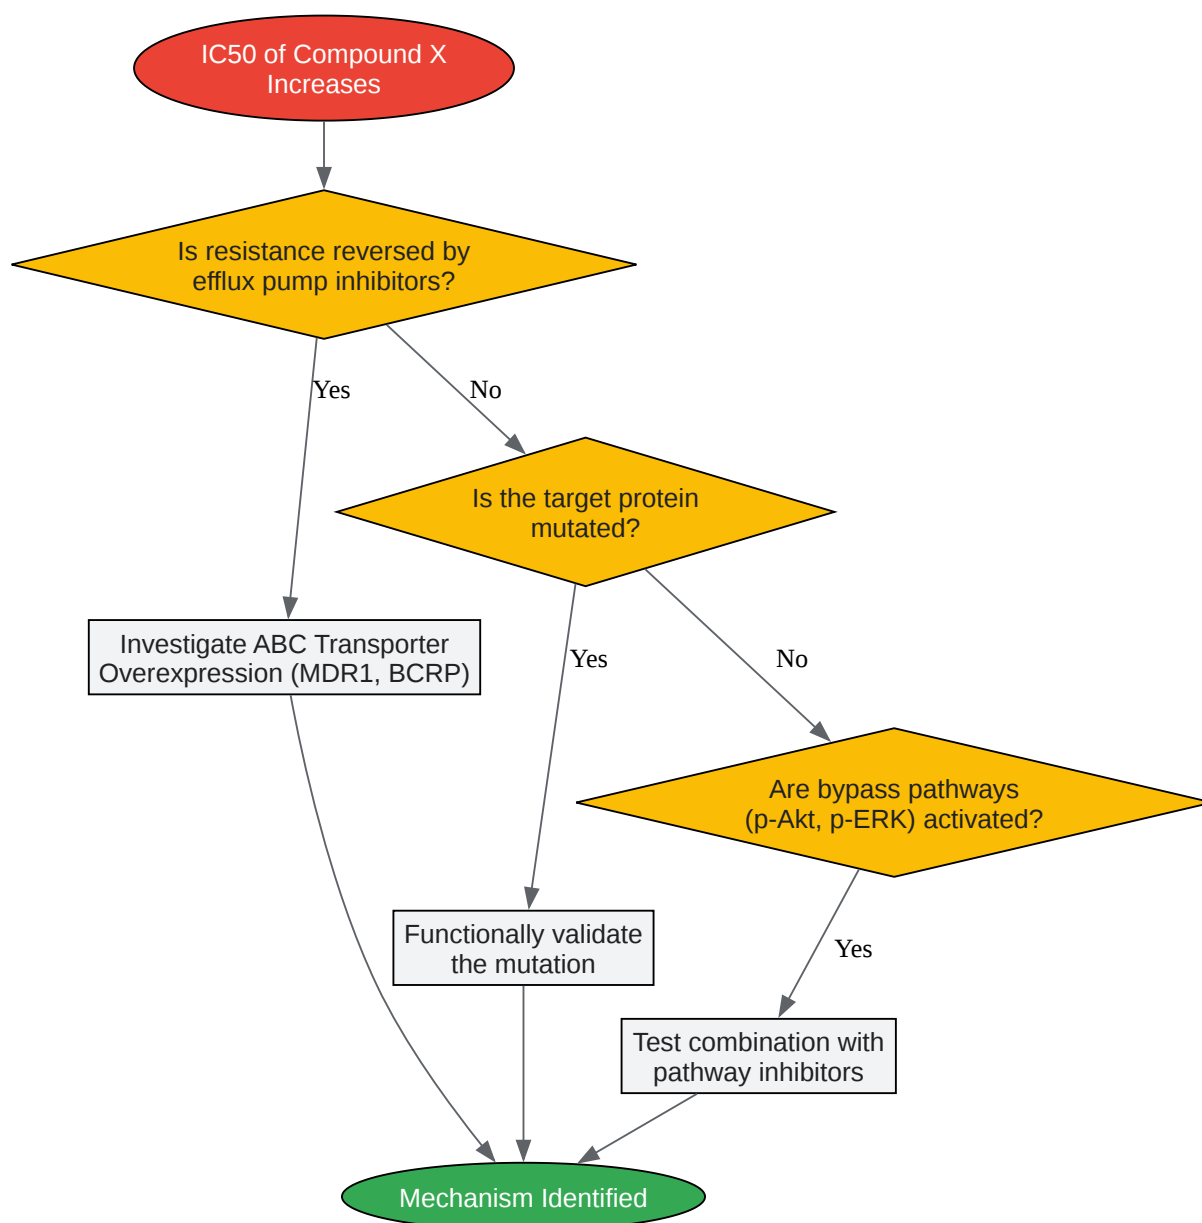 IC50 of Compound X
Increases
Is resistance reversed by
efflux pump inhibitors?
Yes
No
Is the target protein
mutated?
Investigate ABC Transporter
Overexpression (MDR1, BCRP)
Yes
No
Are bypass pathways
(p-Akt, p-ERK) activated?
Functionally validate
the mutation
Yes
Test combination with
pathway inhibitors
Mechanism Identified